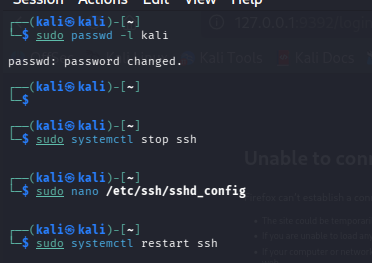 Session Actions Edit View Help
127.0.0.1
Kali Tools
Kali Docs
┌──(kali㉿kali)-[~]
└─$ sudo passwd -l kali
passwd: password changed.
┌──(kali㉿kali)-[~]
└─$
┌──(kali㉿kali)-[~]
└─$ sudo systemctl stop ssh
┌──(kali㉿kali)-[~]
└─$ sudo nano /etc/ssh/sshd_config
Unable to con
┌──(kali㉿kali)-[~]
└─$ sudo systemctl restart ssh